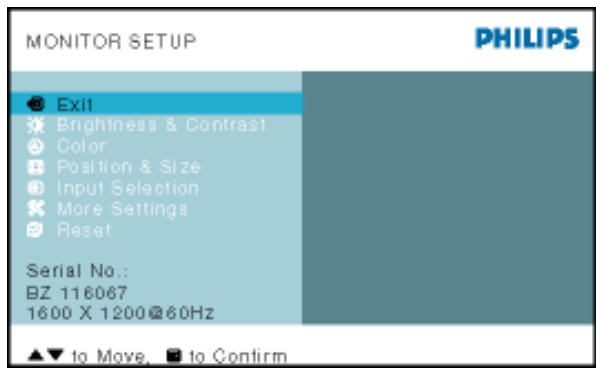 MONITOR SETUP
PHILIPS
Exit
Brightness & Contrast
Color
Position & Size
Input Selection
More Settings
Reset
Serial No.:
BZ 116067
1600 X 1200@60Hz
▲▼ to Move, ■ to Confirm